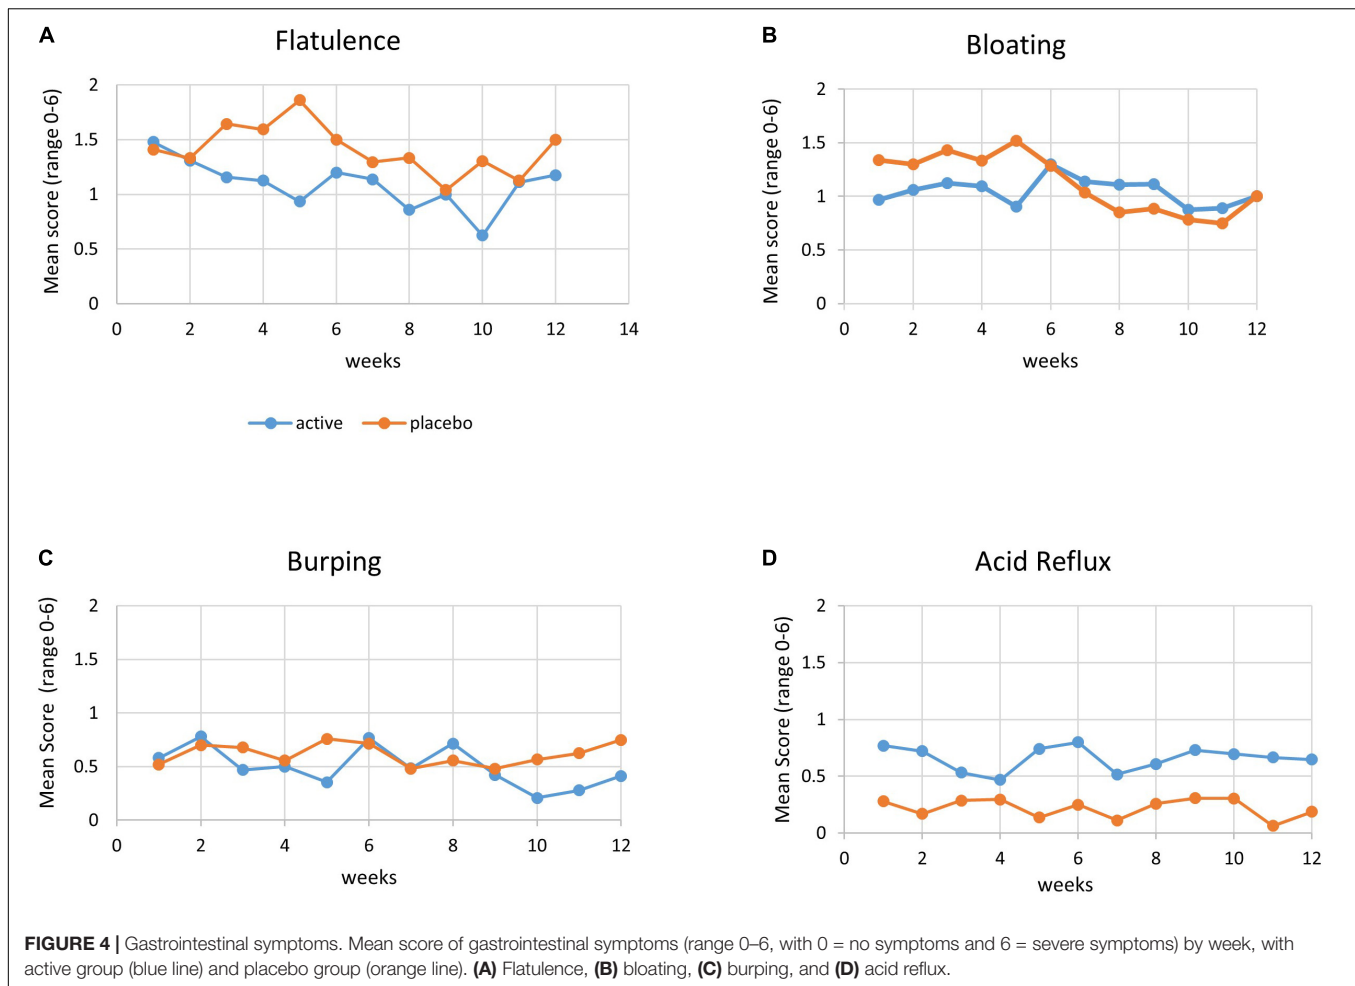 A
Flatulence
Mean score (range 0-6)
2
1.5
1
0.5
0
0 2 4 6 8 10 12 14
weeks
active placebo
B
Bloating
Mean score (range 0-6)
2
1.5
1
0.5
0
0 2 4 6 8 10 12
weeks
C
Burping
Mean Score (range 0-6)
2
1.5
1
0.5
0
0 2 4 6 8 10 12
weeks
D
Acid Reflux
Mean Score (range 0-6)
2
1.5
1
0.5
0
0 2 4 6 8 10 12
weeks
FIGURE 4 | Gastrointestinal symptoms. Mean score of gastrointestinal symptoms (range 0–6, with 0 = no symptoms and 6 = severe symptoms) by week, with
active group (blue line) and placebo group (orange line). (A) Flatulence, (B) bloating, (C) burping, and (D) acid reflux.